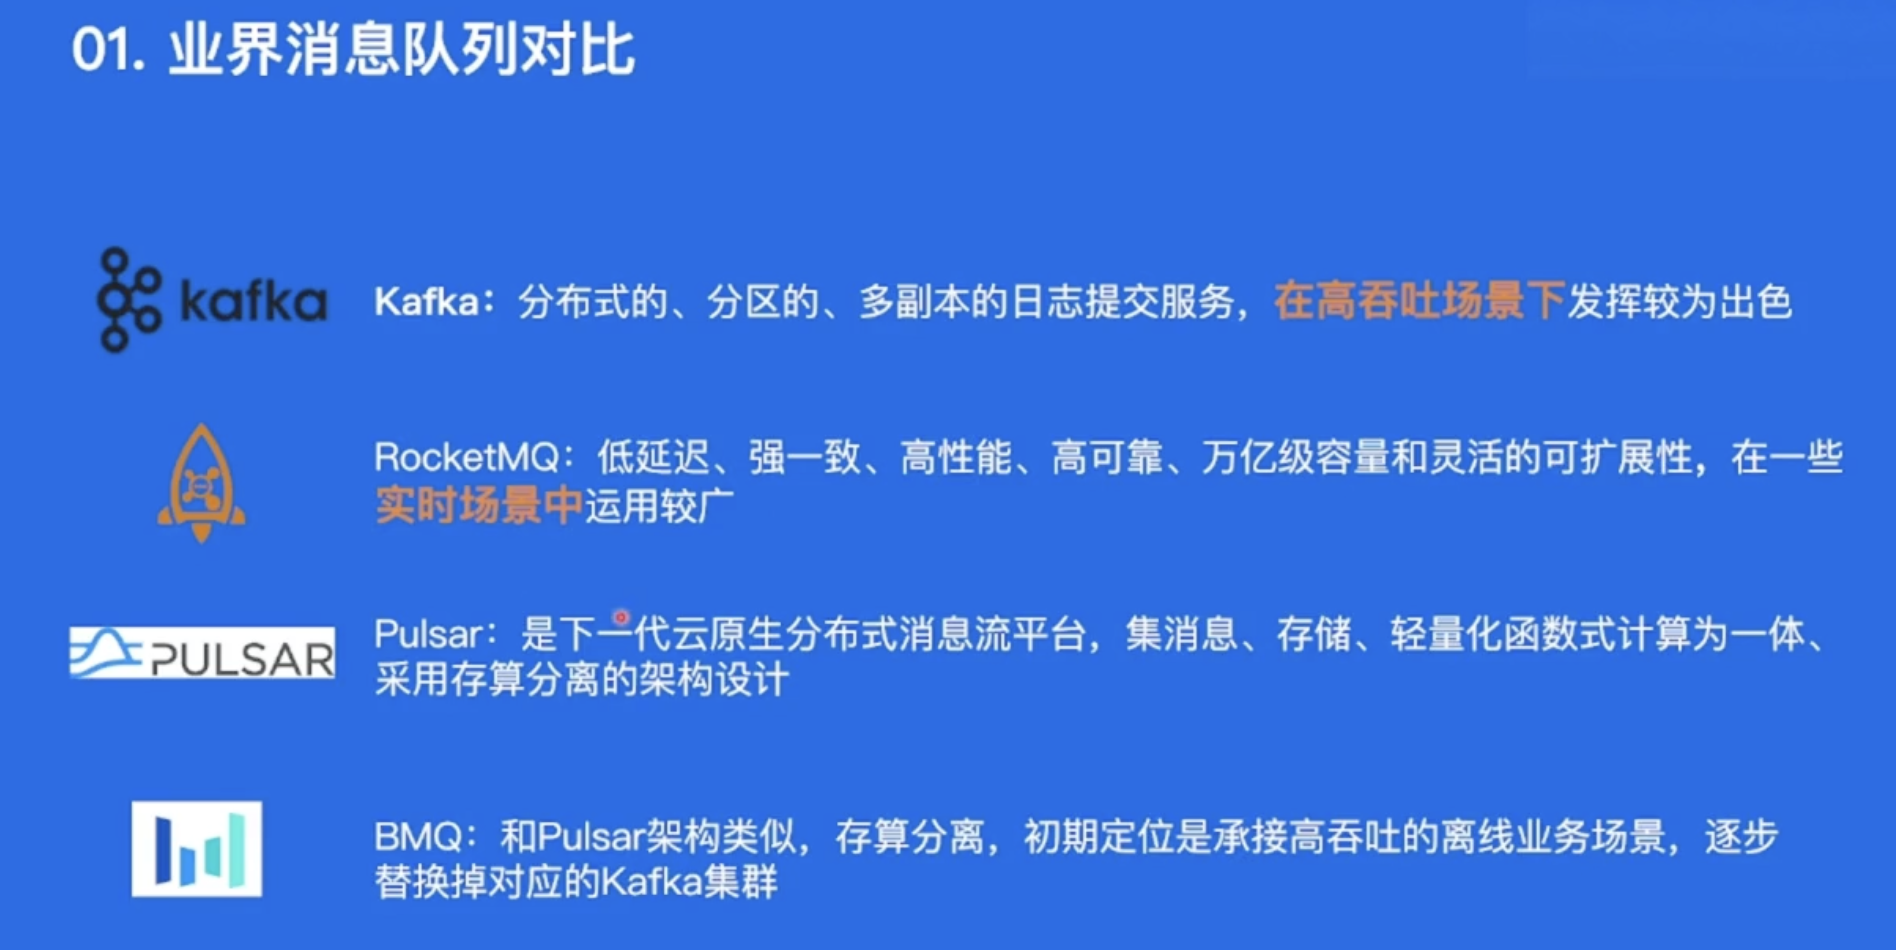 01. 业界消息队列对比
kafka
Kafka：分布式的、分区的、多副本的日志提交服务，在高吞吐场景下发挥较为出色
RocketMQ：低延迟、强一致、高性能、高可靠、万亿级容量和灵活的可扩展性，在一些
实时场景中运用较广
PULSAR
Pulsar：是下一代云原生分布式消息流平台，集消息、存储、轻量化函数式计算为一体、
采用存算分离的架构设计
BMQ：和Pulsar架构类似，存算分离，初期定位是承接高吞吐的离线业务场景，逐步
替换掉对应的Kafka集群